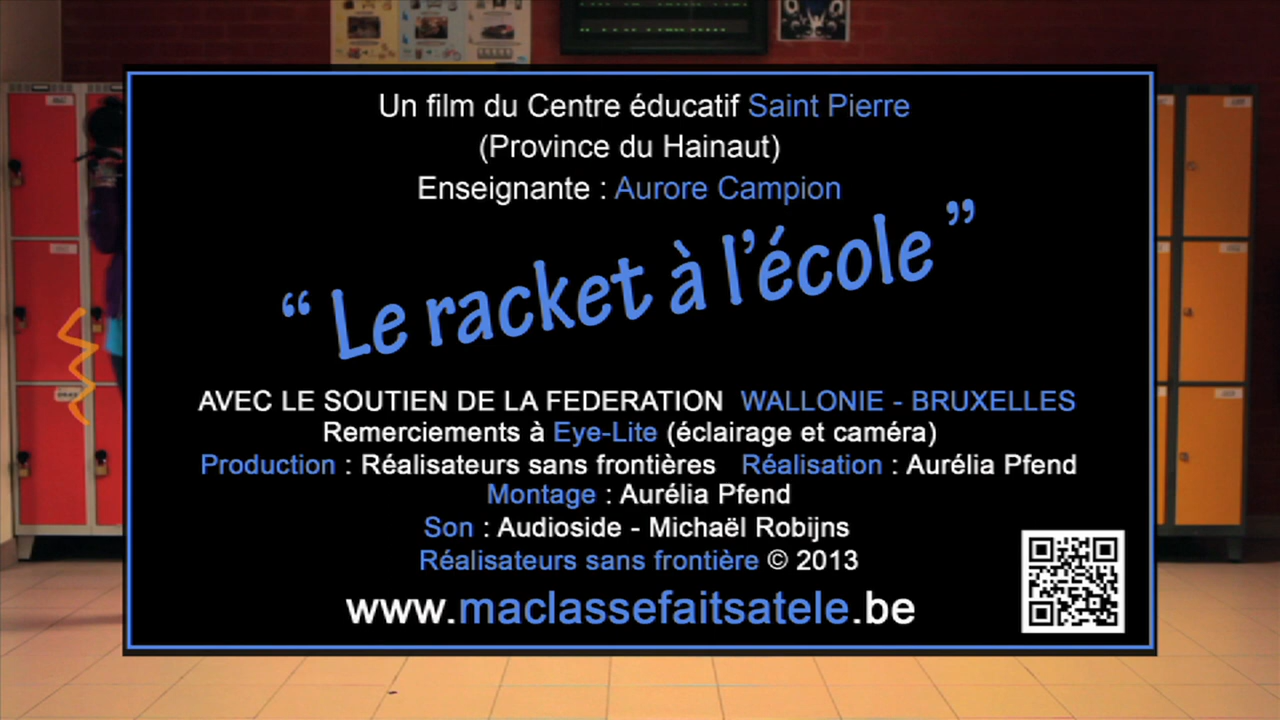 Un film du Centre éducatif Saint Pierre
(Province du Hainaut)
Enseignante : Aurore Campion
“ Le racket à l’école ”
AVEC LE SOUTIEN DE LA FEDERATION WALLONIE - BRUXELLES
Remerciements à Eye-Lite (éclairage et caméra)
Production : Réalisateurs sans frontières Réalisation : Aurélia Pfend
Montage : Aurélia Pfend
Son : Audioside - Michaël Robijns
Réalisateurs sans frontière © 2013
www.maclassefaitsatele.be